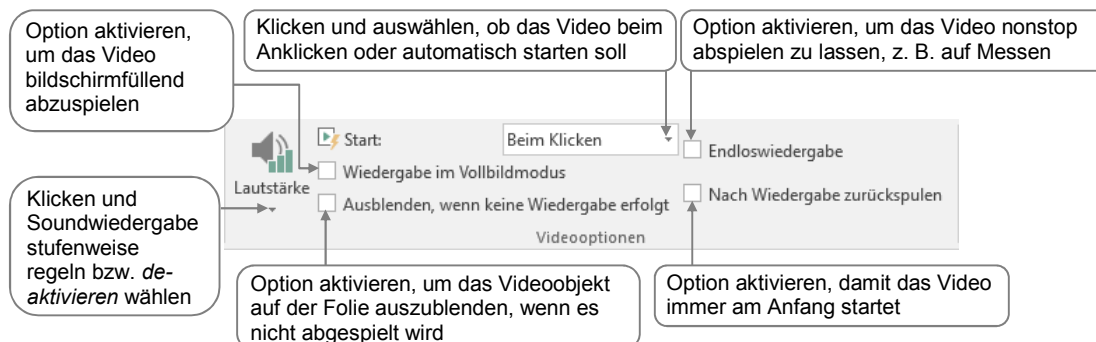 Option aktivieren,
um das Video
bildschirmfüllend
abzuspielen
Klicken und auswählen, ob das Video beim
Anklicken oder automatisch starten soll
Option aktivieren, um das Video nonstop
abspielen zu lassen, z. B. auf Messen
Start:
Beim Klicken
Endloswiedergabe
Wiedergabe im Vollbildmodus
Lautstärke
Ausblenden, wenn keine Wiedergabe erfolgt
Nach Wiedergabe zurückspulen
Videooptionen
Klicken und
Soundwiedergabe
stufenweise
regeln bzw. de-
aktivieren wählen
Option aktivieren, um das Videoobjekt
auf der Folie auszublenden, wenn es
nicht abgespielt wird
Option aktivieren, damit das Video
immer am Anfang startet